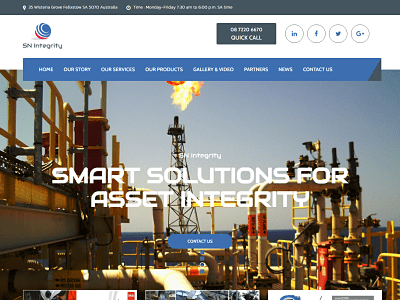 35 Wisteria Grove Felixstow SA 5070 Australia
Time : Monday-Friday 7.30 am to 6.00 p.m. SA time
SN Integrity
08 7220 6670
QUICK CALL
HOME
OUR STORY
OUR SERVICES
OUR PRODUCTS
GALLERY & VIDEO
PARTNERS
NEWS
CONTACT US
SN Integrity
SMART SOLUTIONS FOR
ASSET INTEGRITY
CONTACT US